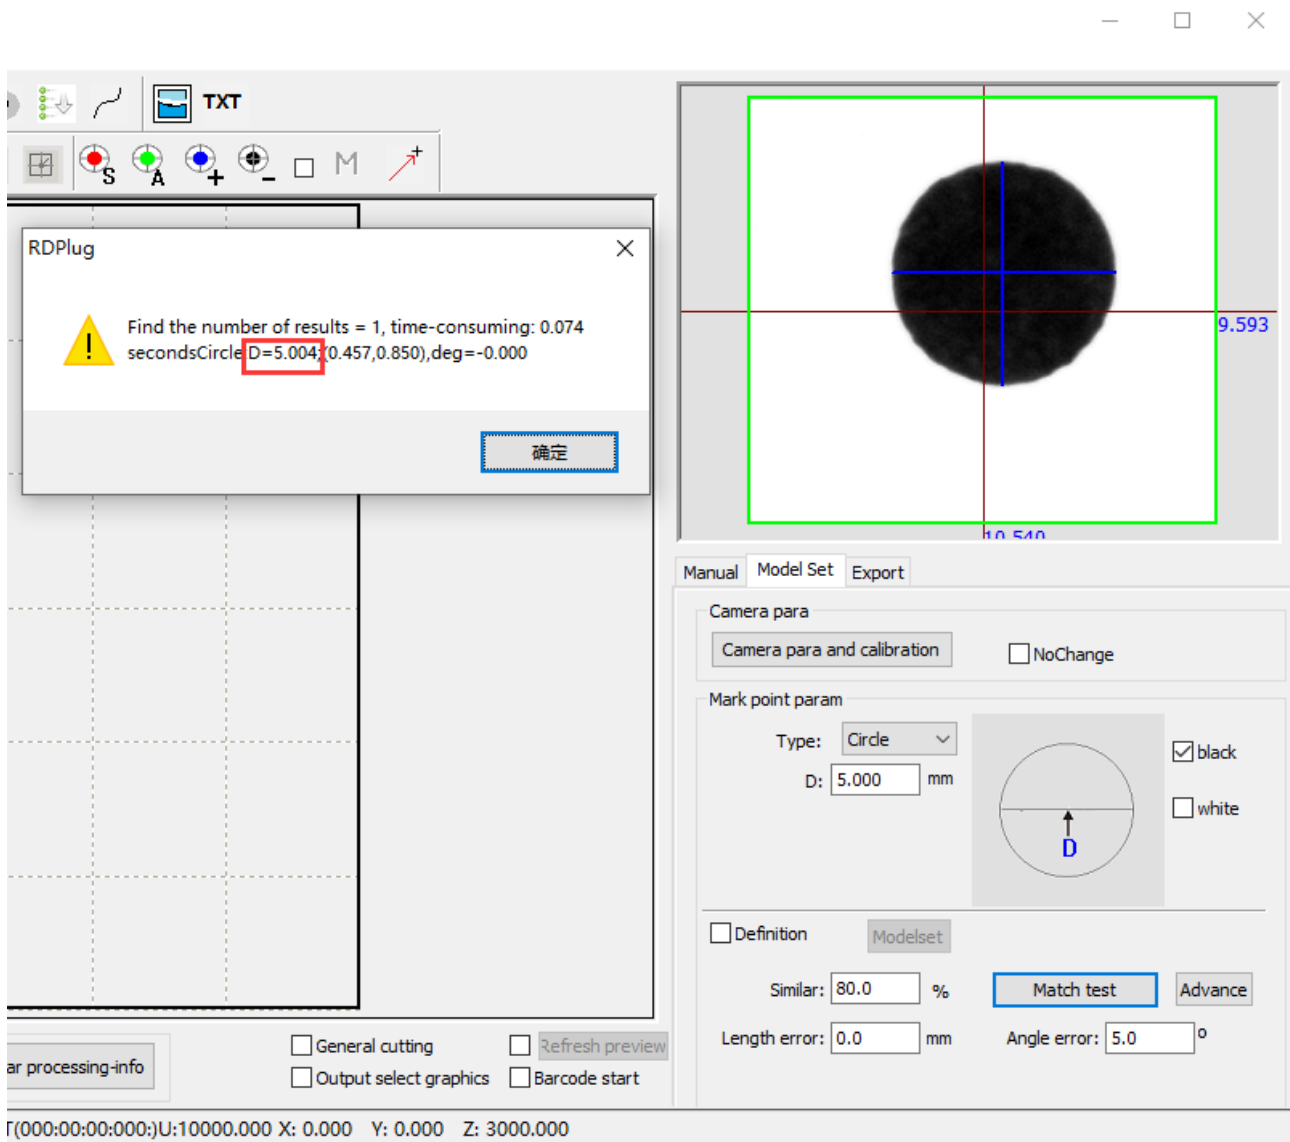 TXT
S
A
M
RDPlug
Find the number of results = 1, time-consuming: 0.074
secondsCircle:D=5.004;(0.457,0.850),deg=-0.000
确定
9.593
10.540
Manual
Model Set
Export
Camera para
Camera para and calibration
NoChange
Mark point param
Type: Circle
black
D: 5.000 mm
white
D
Definition
Modelset
Similar: 80.0 %
Match test
Advance
Length error: 0.0 mm
Angle error: 5.0 °
General cutting
Refresh preview
ar processing-info
Output select graphics
Barcode start
T(000:00:00:000:)U:10000.000 X: 0.000 Y: 0.000 Z: 3000.000